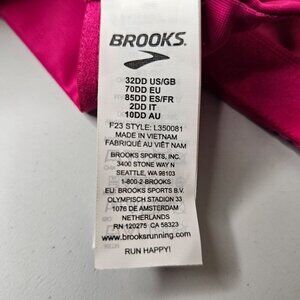 BROOKS
32DD US/GB
70DD EU
85DD ES/FR
2DD IT
10DD AU
F23 STYLE: L350081
MADE IN VIETNAM
FABRIQUÉ AU VIÊT NAM
BROOKS SPORTS, INC.
3400 STONE WAY N
SEATTLE, WA 98103
1-800-2-BROOKS
EU: BROOKS SPORTS B.V.
OLYMPISCH STADION 33
1076 DE AMSTERDAM
NETHERLANDS
RN 120275 CA 58323
www.brooksrunning.com
RUN HAPPY!